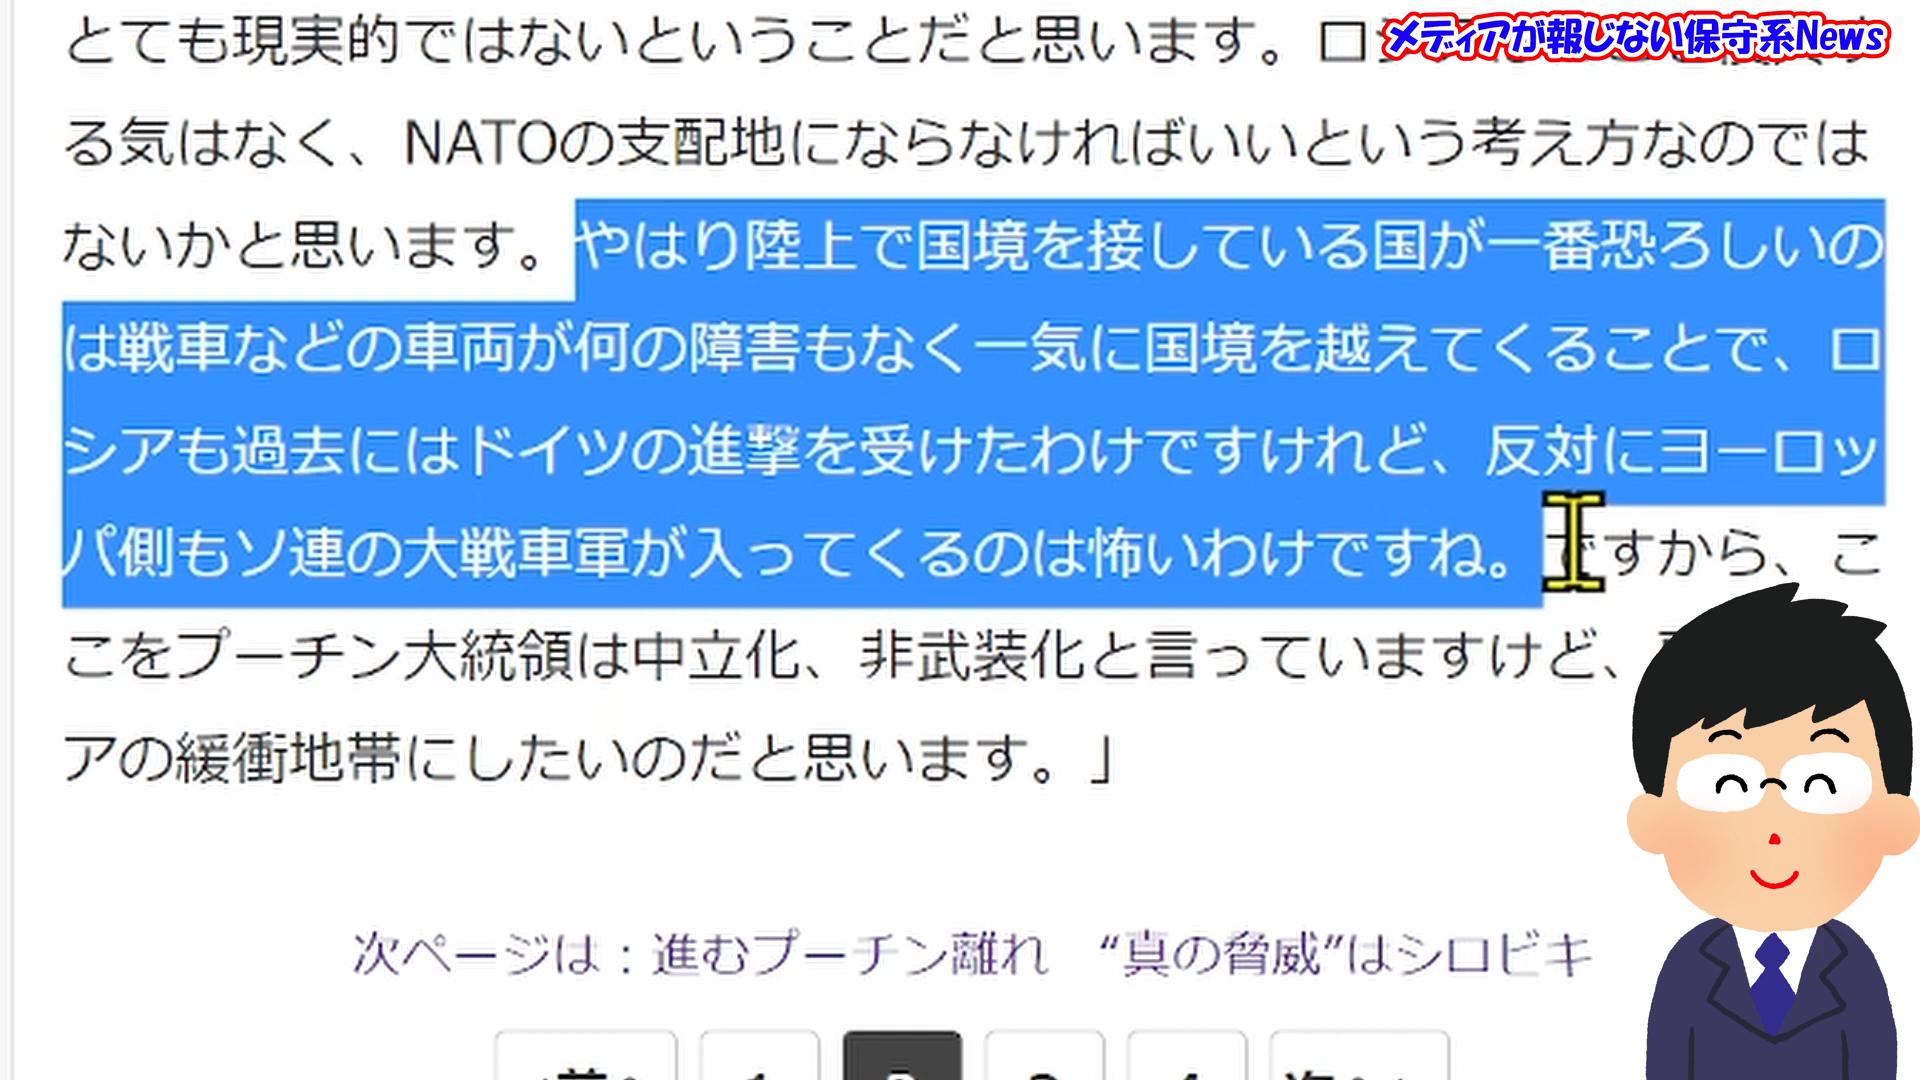 メディアが報じない保守系News
とても現実的ではないということだと思います。ロシ
る気はなく、NATOの支配地にならなければいいという考え方なのでは
ないかと思います。やはり陸上で国境を接している国が一番恐ろしいの
は戦車などの車両が何の障害もなく一気に国境を越えてくることで、ロ
シアも過去にはドイツの進撃を受けたわけですけれど、反対にヨーロッ
パ側もソ連の大戦車軍が入ってくるのは怖いわけですね。ですから、こ
こをプーチン大統領は中立化、非武装化と言っていますけど、
アの緩衝地帯にしたいのだと思います。」
次ページは：進むプーチン離れ “真の脅威”はシロビキ